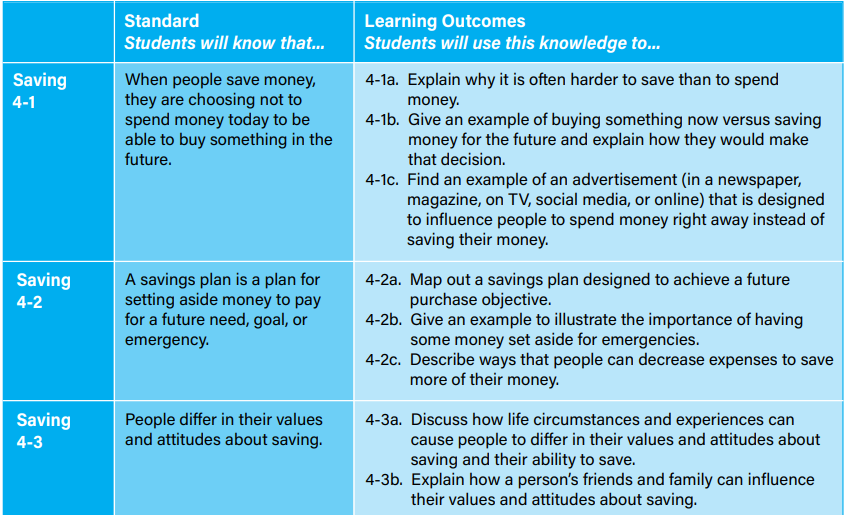 Standard
Students will know that...
Learning Outcomes
Students will use this knowledge to...
Saving
4-1
When people save money,
they are choosing not to
spend money today to be
able to buy something in the
future.
4-1a. Explain why it is often harder to save than to spend
money.
4-1b. Give an example of buying something now versus saving
money for the future and explain how they would make
that decision.
4-1c. Find an example of an advertisement (in a newspaper,
magazine, on TV, social media, or online) that is designed
to influence people to spend money right away instead of
saving their money.
Saving
4-2
A savings plan is a plan for
setting aside money to pay
for a future need, goal, or
emergency.
4-2a. Map out a savings plan designed to achieve a future
purchase objective.
4-2b. Give an example to illustrate the importance of having
some money set aside for emergencies.
4-2c. Describe ways that people can decrease expenses to save
more of their money.
Saving
4-3
People differ in their values
and attitudes about saving.
4-3a. Discuss how life circumstances and experiences can
cause people to differ in their values and attitudes about
saving and their ability to save.
4-3b. Explain how a person's friends and family can influence
their values and attitudes about saving.